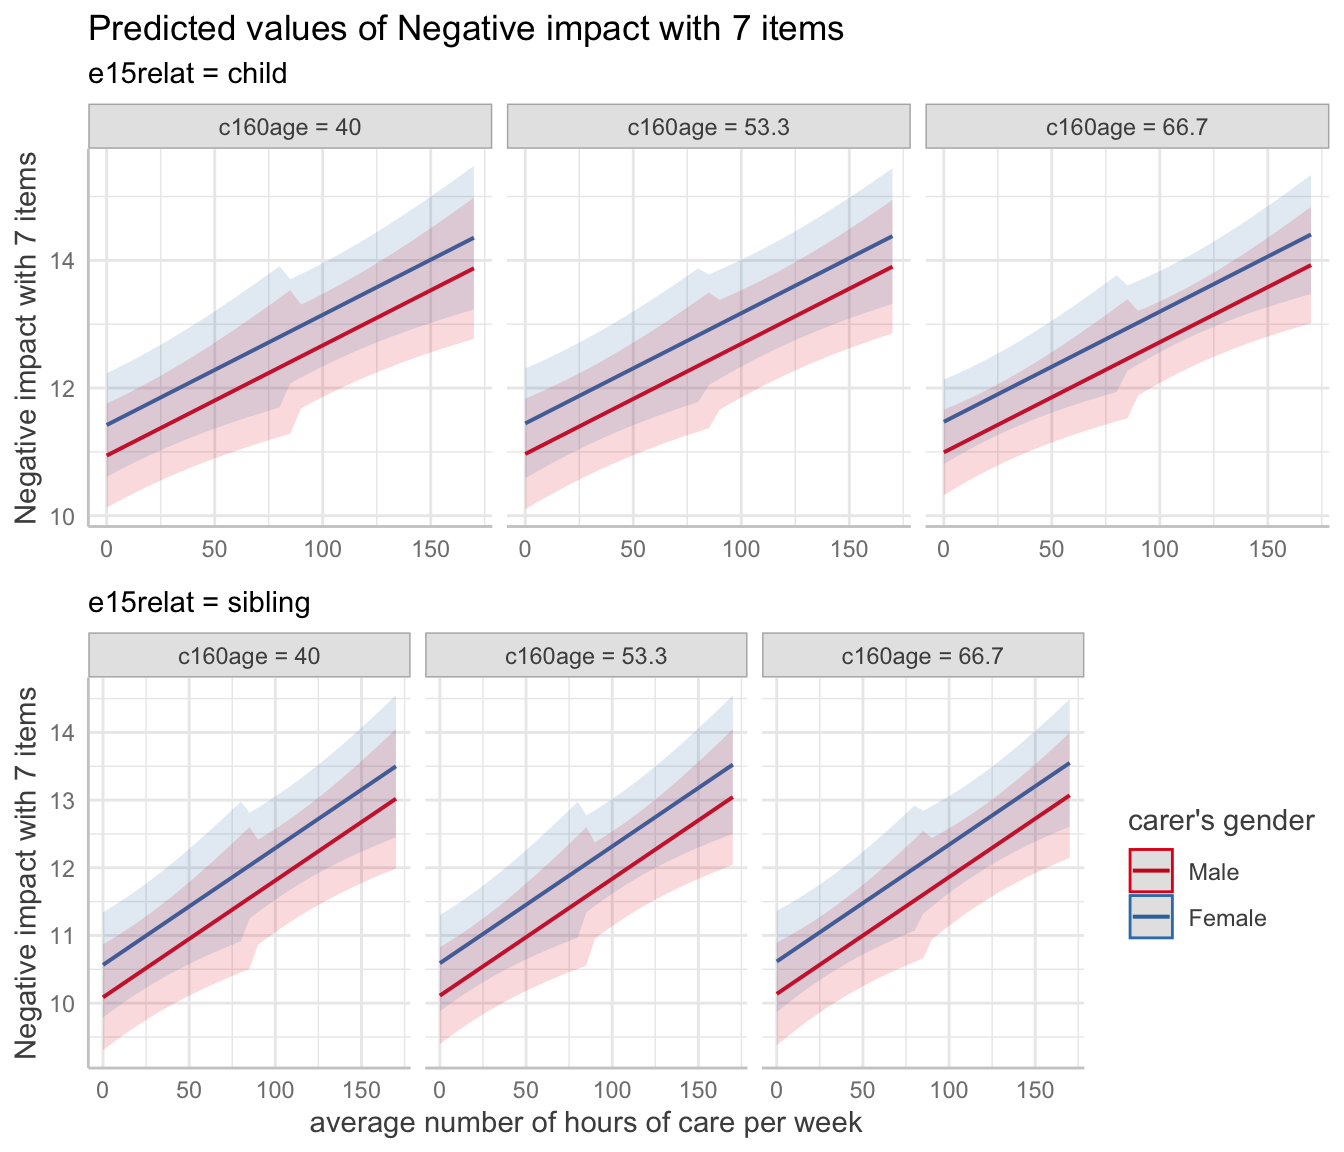 Predicted values of Negative impact with 7 items
e15relat = child
c160age = 40
c160age = 53.3
c160age = 66.7
Negative impact with 7 items
14
12
10
0 50 100 150
0 50 100 150
0 50 100 150
e15relat = sibling
c160age = 40
c160age = 53.3
c160age = 66.7
Negative impact with 7 items
14
13
12
11
10
0 50 100 150
0 50 100 150
0 50 100 150
average number of hours of care per week
carer's gender
Male
Female